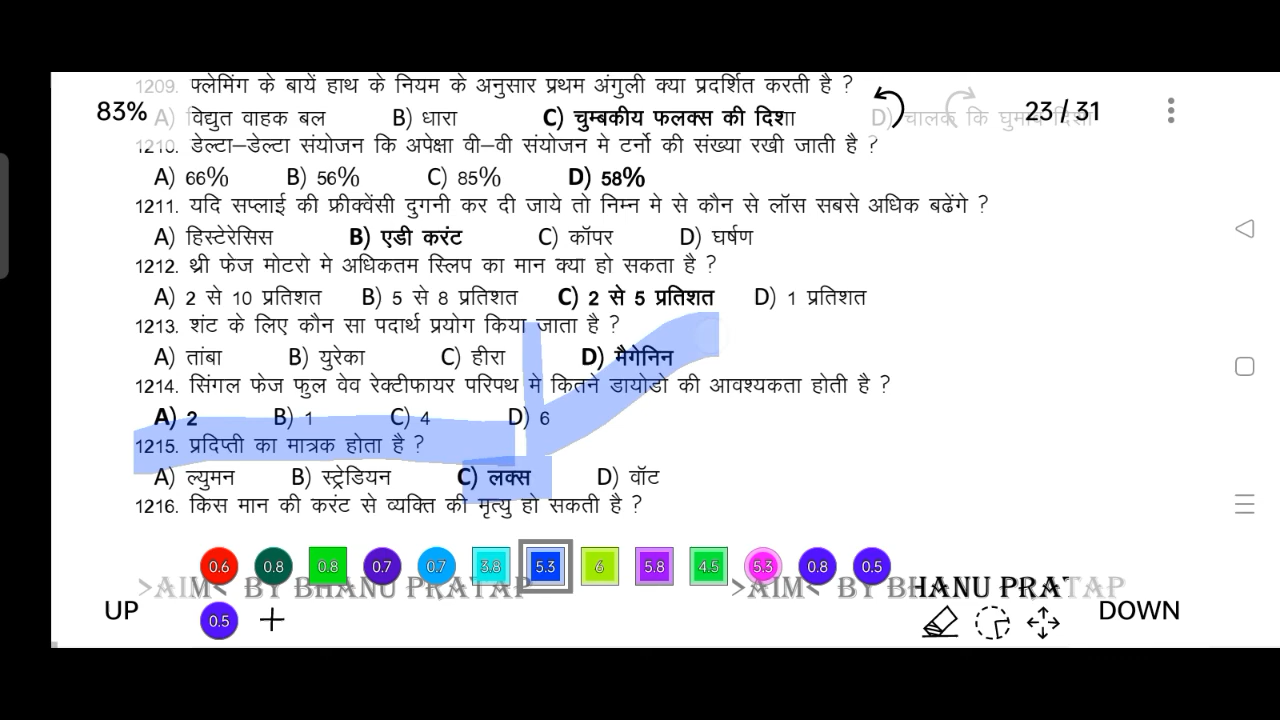 1209. फ्लेमिंग के बायें हाथ के नियम के अनुसार प्रथम अंगुली क्या प्रदर्शित करती है ?
83% A) विद्युत वाहक बल B) धारा C) चुम्बकीय फलक्स की दिशा D) चालक कि घुमाव दिशा 23 / 31
1210. डेल्टा–डेल्टा संयोजन कि अपेक्षा वी–वी संयोजन मे टर्नो की संख्या रखी जाती है ?
A) 66% B) 56% C) 85% D) 58%
1211. यदि सप्लाई की फ्रीक्वेंसी दुगनी कर दी जाये तो निम्न मे से कौन से लॉस सबसे अधिक बढेंगे ?
A) हिस्टेरेसिस B) एडी करंट C) कॉपर D) घर्षण
1212. थ्री फेज मोटरो मे अधिकतम स्लिप का मान क्या हो सकता है ?
A) 2 से 10 प्रतिशत B) 5 से 8 प्रतिशत C) 2 से 5 प्रतिशत D) 1 प्रतिशत
1213. शंट के लिए कौन सा पदार्थ प्रयोग किया जाता है ?
A) तांबा B) युरेका C) हीरा D) मैगेनिन
1214. सिंगल फेज फुल वेव रेक्टीफायर परिपथ मे कितने डायोडो की आवश्यकता होती है ?
A) 2 B) 1 C) 4 D) 6
1215. प्रदिप्ती का मात्रक होता है ?
A) ल्युमन B) स्ट्रेडियन C) लक्स D) वॉट
1216. किस मान की करंट से व्यक्ति की मृत्यु हो सकती है ?
0.6 0.8 0.8 0.7 0.7 3.8 5.3 6 5.8 4.5 5.3 0.8 0.5
>AIM< BY BHANU PRATAP >AIM< BY BHANU PRATAP
UP 0.5 + DOWN